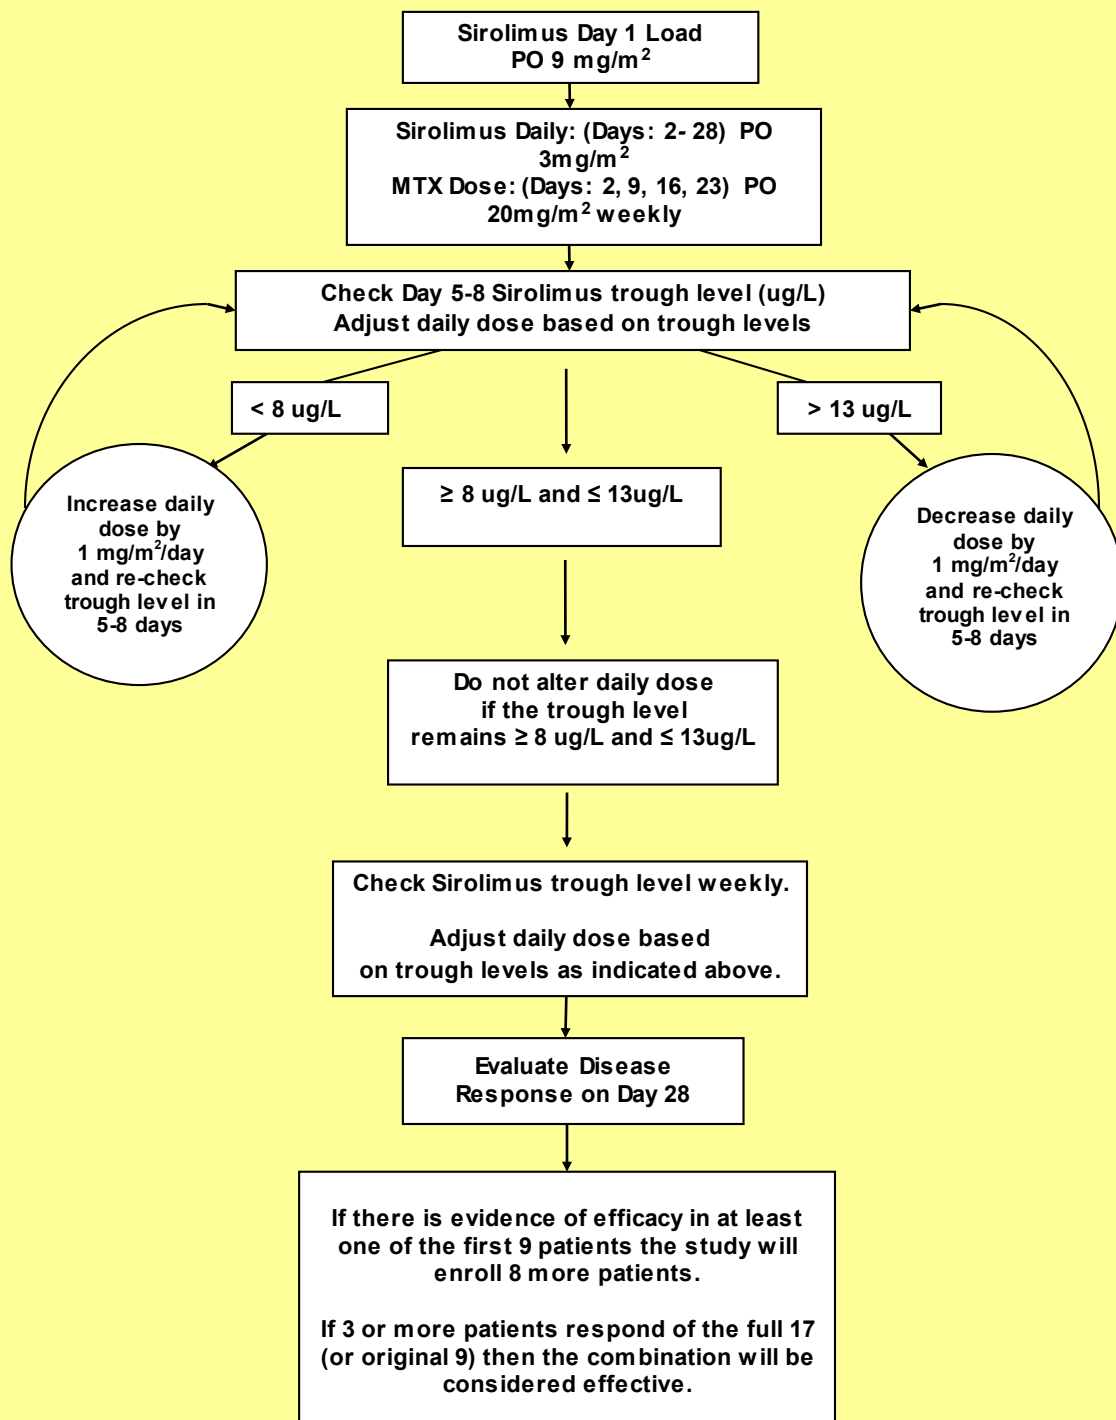 Sirolimus Day 1 Load
PO 9 mg/m²
Sirolimus Daily: (Days: 2- 28) PO
3mg/m²
MTX Dose: (Days: 2, 9, 16, 23) PO
20mg/m² weekly
Check Day 5-8 Sirolimus trough level (ug/L)
Adjust daily dose based on trough levels
< 8 ug/L
> 13 ug/L
≥ 8 ug/L and ≤ 13ug/L
Increase daily
dose by
1 mg/m²/day
and re-check
trough level in
5-8 days
Decrease daily
dose by
1 mg/m²/day
and re-check
trough level in
5-8 days
Do not alter daily dose
if the trough level
remains ≥ 8 ug/L and ≤ 13ug/L
Check Sirolimus trough level weekly.
Adjust daily dose based
on trough levels as indicated above.
Evaluate Disease
Response on Day 28
If there is evidence of efficacy in at least
one of the first 9 patients the study will
enroll 8 more patients.
If 3 or more patients respond of the full 17
(or original 9) then the combination will be
considered effective.